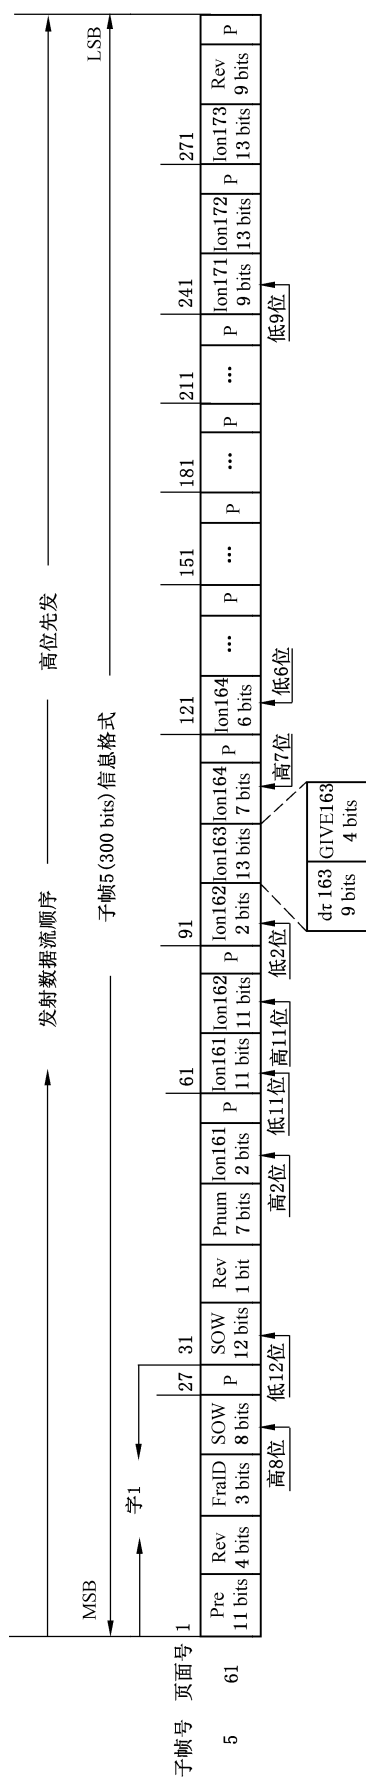 发射数据流顺序 高位先发
MSB 子帧5(300 bits)信息格式 LSB
字1
子帧号 页面号 1 27 31 61 91 121 151 181 211 241 271
5 61
Pre 11 bits
Rev 4 bits
FraID 3 bits
SOW 8 bits
P
SOW 12 bits
Rev 1 bit
Pnum 7 bits
Ion161 2 bits
P
Ion161 11 bits
Ion162 11 bits
P
Ion162 2 bits
Ion163 13 bits
Ion164 7 bits
P
Ion164 6 bits
…
P
…
P
…
P
…
P
Ion171 9 bits
Ion172 13 bits
P
Ion173 13 bits
Rev 9 bits
P
高8位 低12位 高2位 低11位 高11位 低2位 高7位 低6位 低9位
dτ 163 9 bits
GIVE163 4 bits